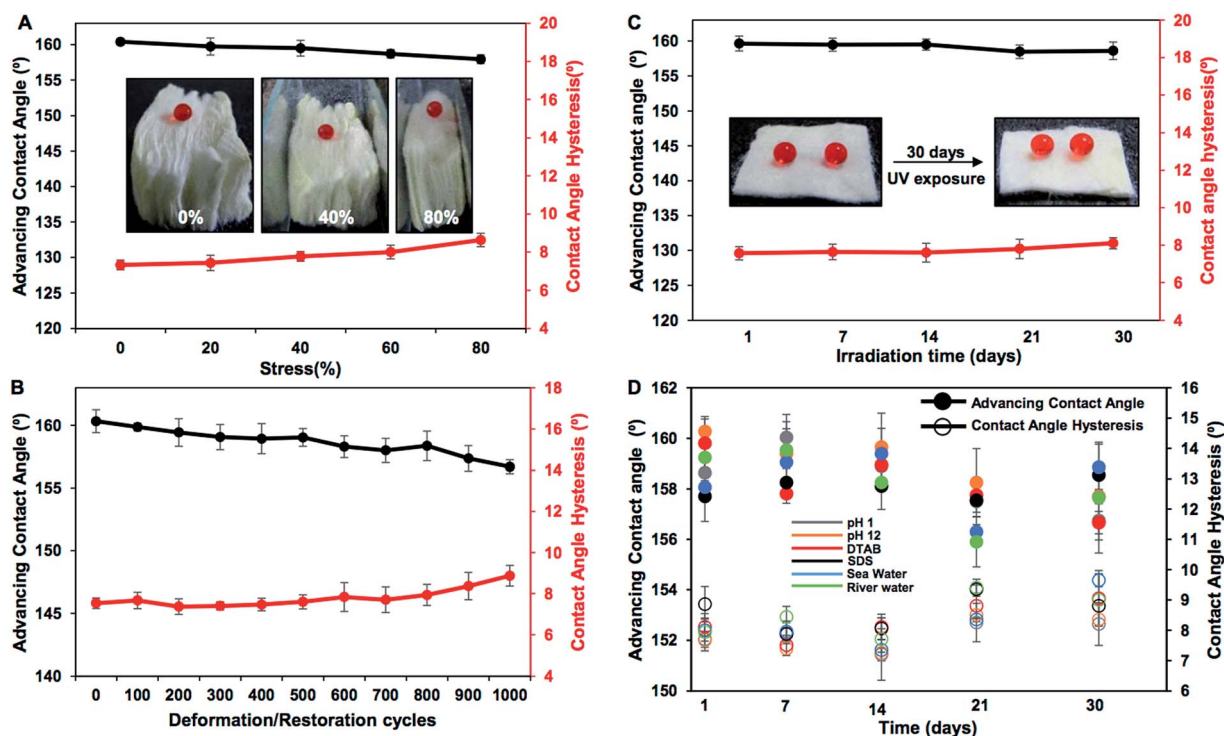 A
Advancing Contact Angle (º)
160
155
150
145
140
135
130
125
120
20
18
16
14
12
10
8
6
4
Contact Angle Hysteresis(º)
0%
40%
80%
0 20 40 60 80
Stress(%)
C
Advancing Contact angle (º)
160
155
150
145
140
135
130
125
120
20
18
16
14
12
10
8
6
4
Contact angle hysteresis (º)
30 days
UV exposure
1 7 14 21 30
Irradiation time (days)
B
Advancing Contact Angle (º)
160
155
150
145
140
18
16
14
12
10
8
6
4
Contact Angle Hysteresis (º)
0 100 200 300 400 500 600 700 800 900 1000
Deformation/Restoration cycles
D
Advancing Contact Angle (º)
162
160
158
156
154
152
150
16
15
14
13
12
11
10
9
8
7
6
Contact Angle Hysteresis (º)
Advancing Contact Angle
Contact Angle Hysteresis
pH 1
pH 12
DTAB
SDS
Sea Water
River water
1 7 14 21 30
Time (days)